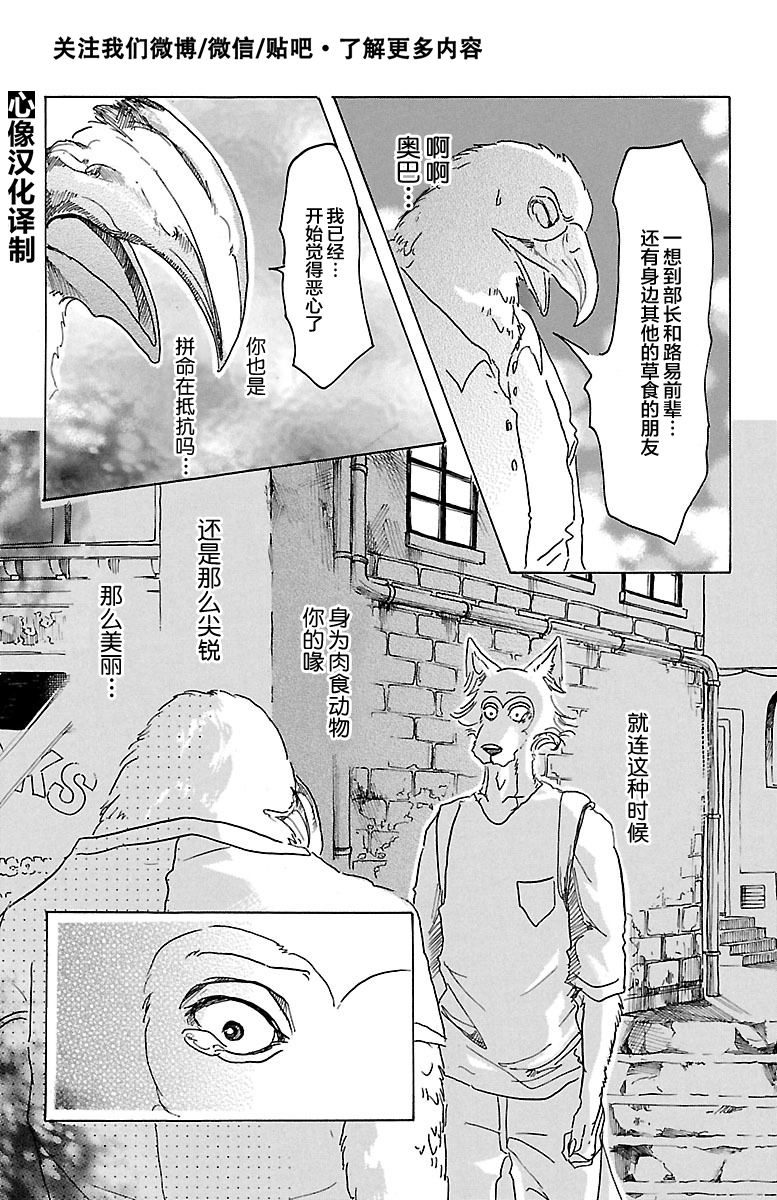 关注我们微博/微信/贴吧·了解更多内容
心像汉化译制
一想到部长和路易前辈…
还有身边其他的草食的朋友
啊啊
奥巴…
我已经…
开始觉得恶心了
你也是
拼命在抵抗吗…
就连这种时候
身为肉食动物
你的喙
还是那么尖锐
那么美丽…
KS